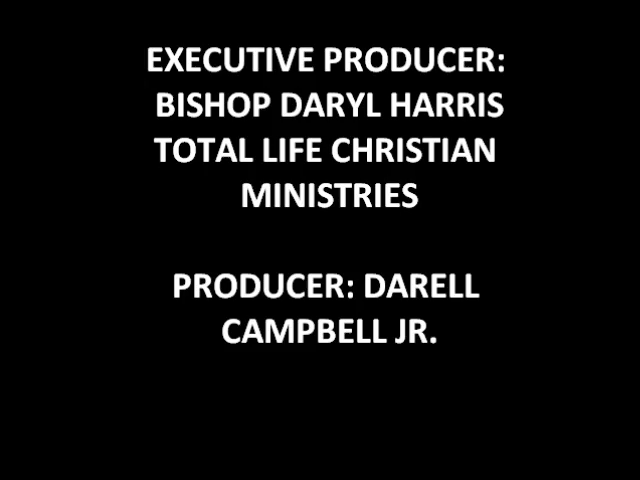 EXECUTIVE PRODUCER:
BISHOP DARYL HARRIS
TOTAL LIFE CHRISTIAN
MINISTRIES
PRODUCER: DARELL
CAMPBELL JR.